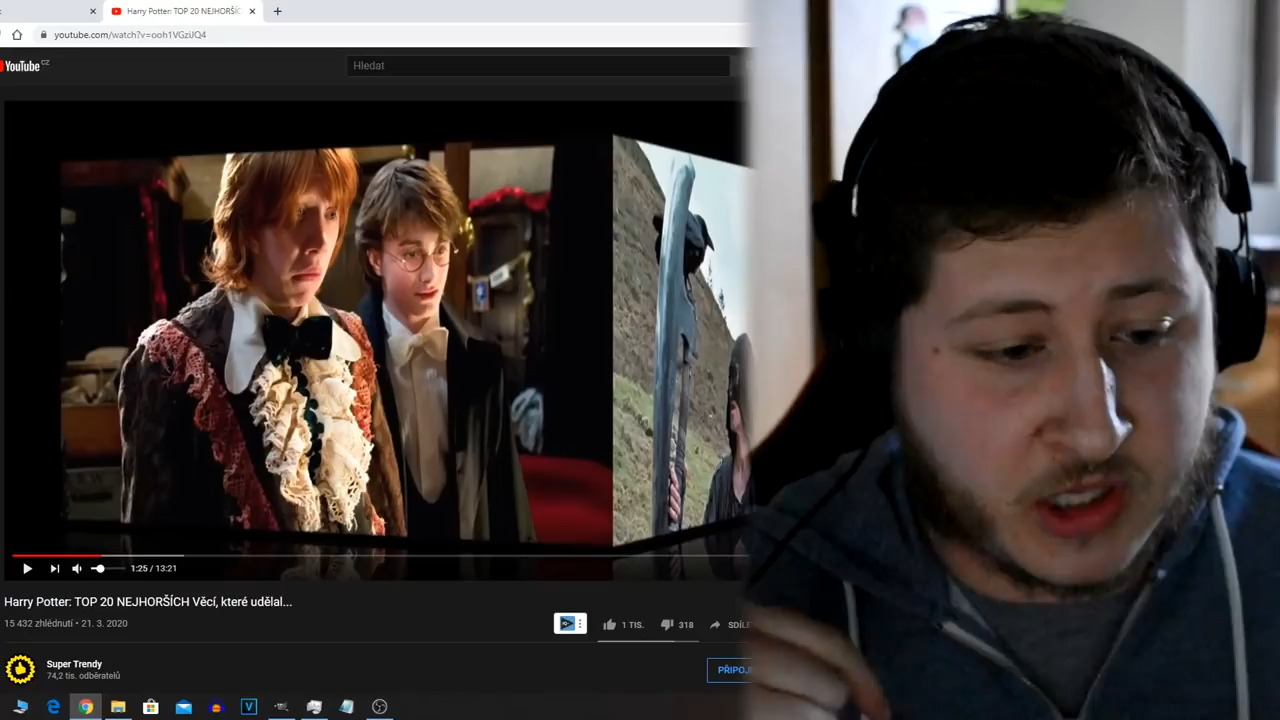 Harry Potter: TOP 20 NEJHORŠÍC
youtube.com/watch?v=ooh1VGziJQ4
YouTube CZ
Hledat
1:25 / 13:21
Harry Potter: TOP 20 NEJHORŠÍCH Věcí, které udělal...
15 432 zhlédnutí • 21. 3. 2020
1 TIS.
318
SDÍLE
Super Trendy
74,2 tis. odběratelů
PŘIPOJI